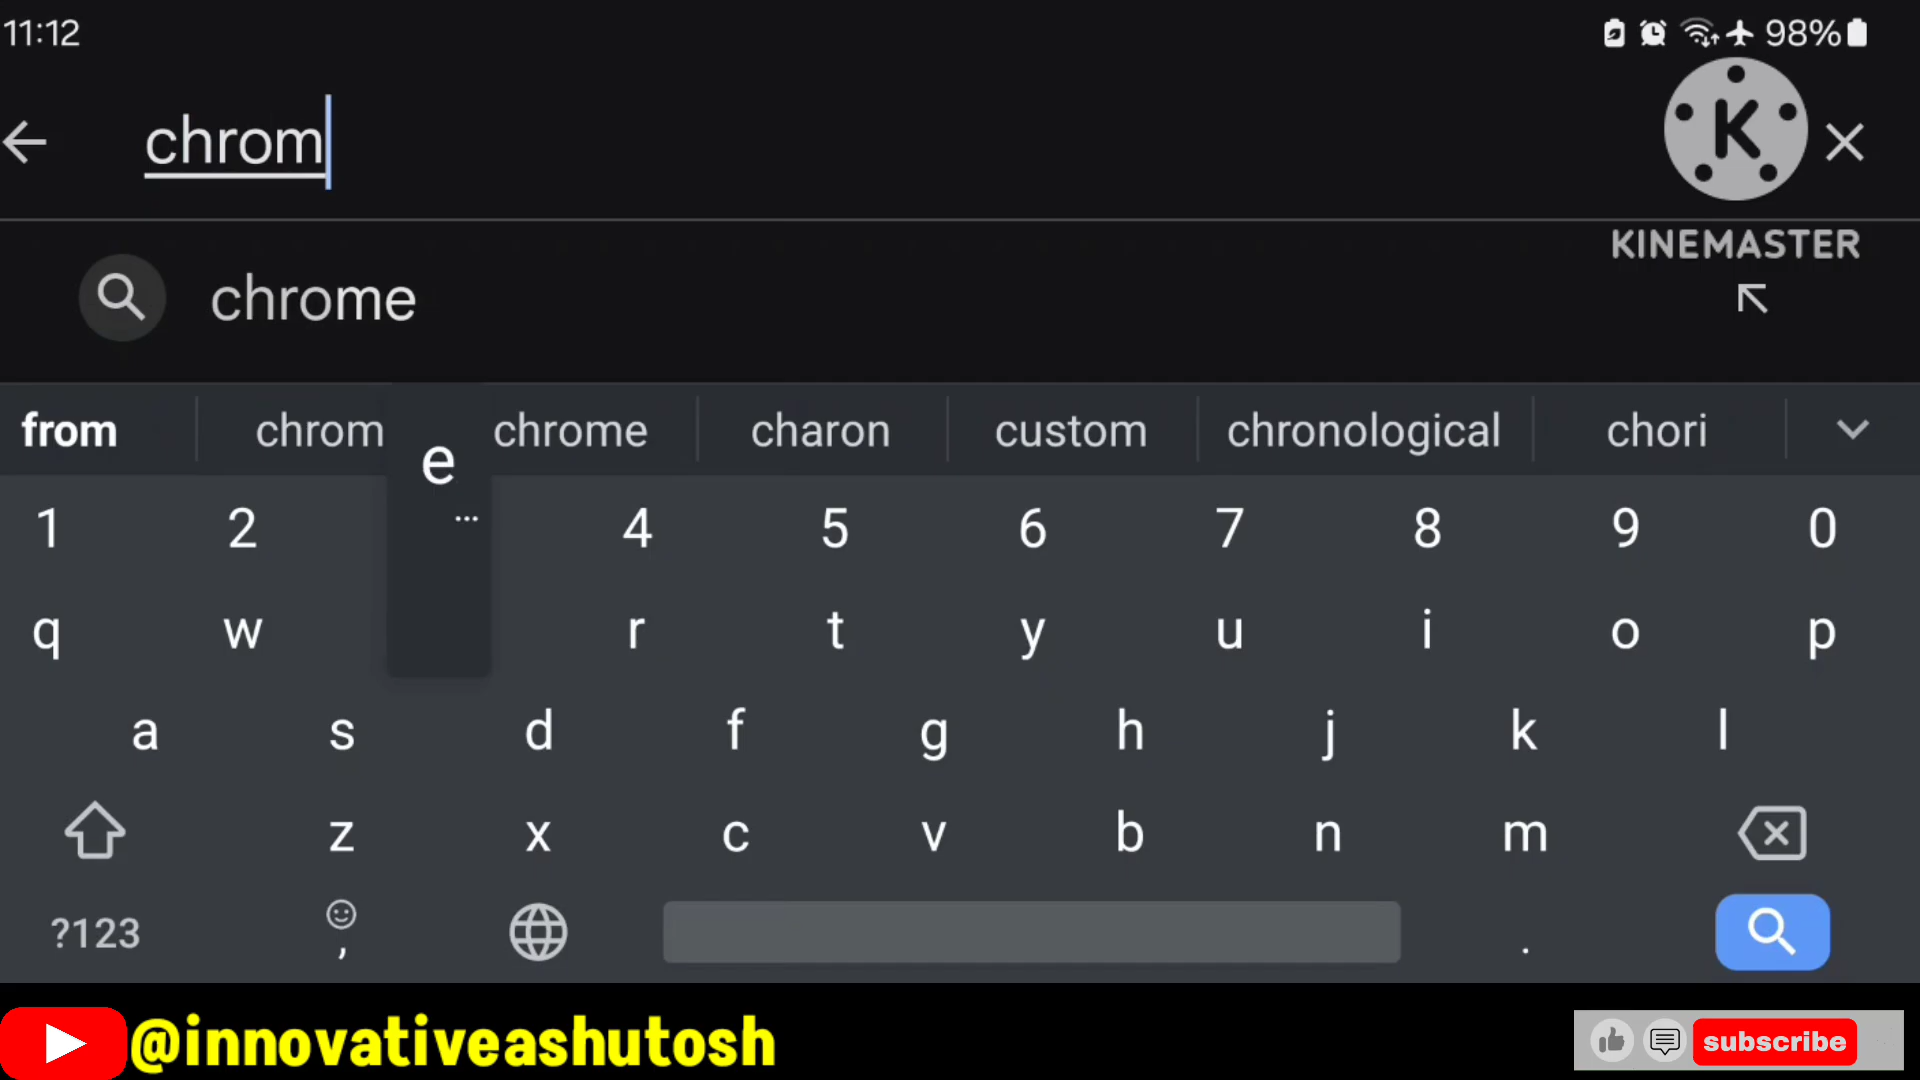 11:12 98%
chrom
K
KINEMASTER
chrome
from chrom chrome charon custom chronological chori
e
...
1 2 4 5 6 7 8 9 0
q w r t y u i o p
a s d f g h j k l
z x c v b n m
?123 , .
@innovativeashutosh subscribe